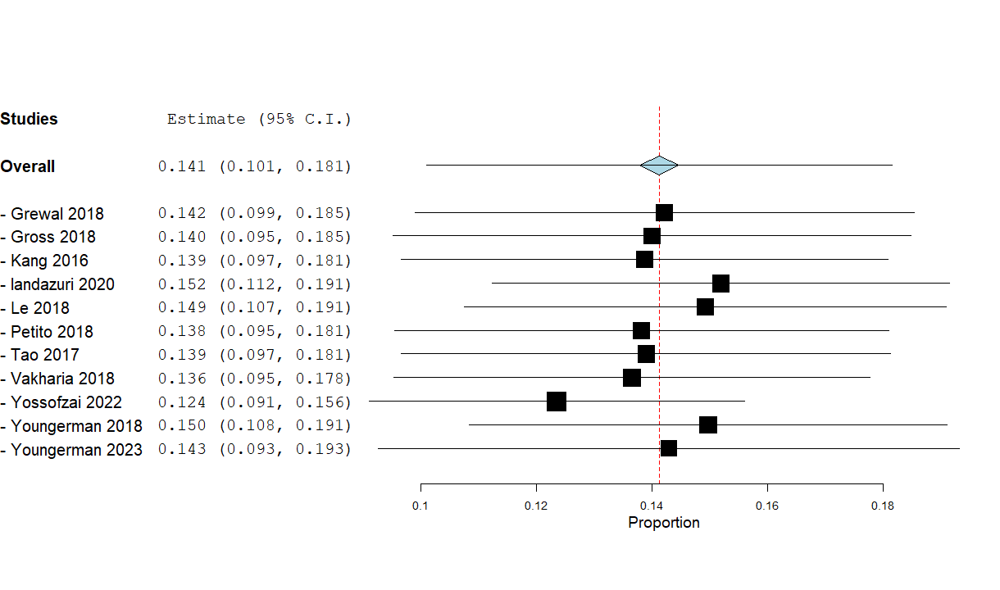 Studies Estimate (95% C.I.)
Overall 0.141 (0.101, 0.181)
- Grewal 2018 0.142 (0.099, 0.185)
- Gross 2018 0.140 (0.095, 0.185)
- Kang 2016 0.139 (0.097, 0.181)
- landazuri 2020 0.152 (0.112, 0.191)
- Le 2018 0.149 (0.107, 0.191)
- Petito 2018 0.138 (0.095, 0.181)
- Tao 2017 0.139 (0.097, 0.181)
- Vakharia 2018 0.136 (0.095, 0.178)
- Yossofzai 2022 0.124 (0.091, 0.156)
- Youngerman 2018 0.150 (0.108, 0.191)
- Youngerman 2023 0.143 (0.093, 0.193)
0.1 0.12 0.14 0.16 0.18
Proportion